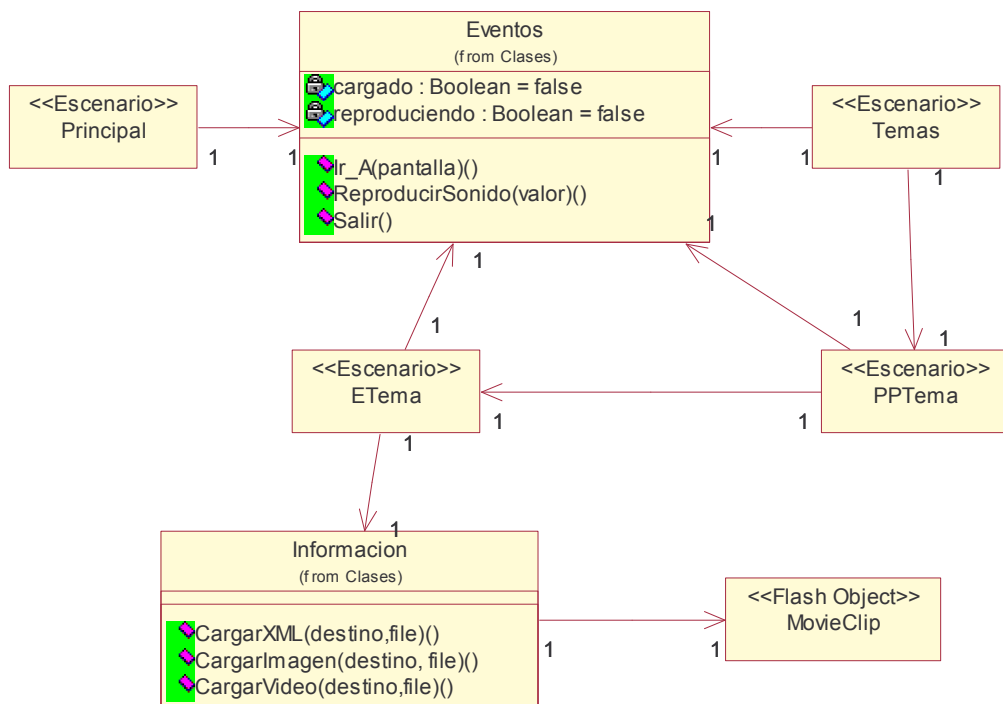 Eventos
(from Clases)
cargado : Boolean = false
reproduciendo : Boolean = false
Ir_A(pantalla)()
ReproducirSonido(valor)()
Salir()
<<Escenario>>
Principal
1
1
<<Escenario>>
Temas
1
1
1
1
1
1
1
1
<<Escenario>>
ETema
<<Escenario>>
PPTema
1
1
1
1
Informacion
(from Clases)
CargarXML(destino,file)()
CargarImagen(destino, file)()
CargarVideo(destino,file)()
<<Flash Object>>
MovieClip
1
1